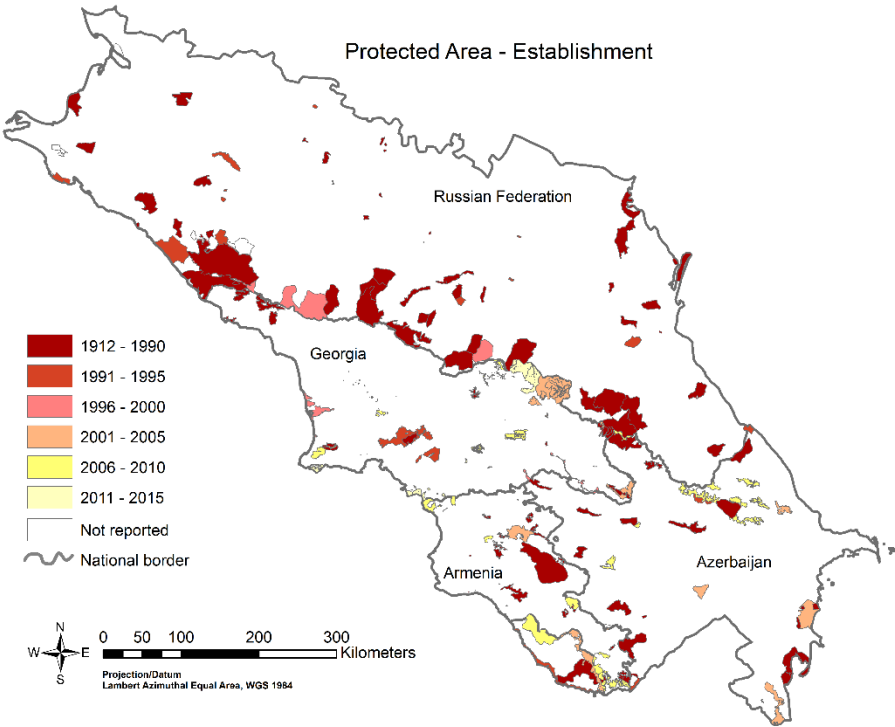 Protected Area - Establishment
Russian Federation
Georgia
1912 - 1990
1991 - 1995
1996 - 2000
2001 - 2005
2006 - 2010
2011 - 2015
Not reported
National border
Azerbaijan
Armenia
N
W E
S
0 50 100 200 300
Kilometers
Projection/Datum
Lambert Azimuthal Equal Area, WGS 1984